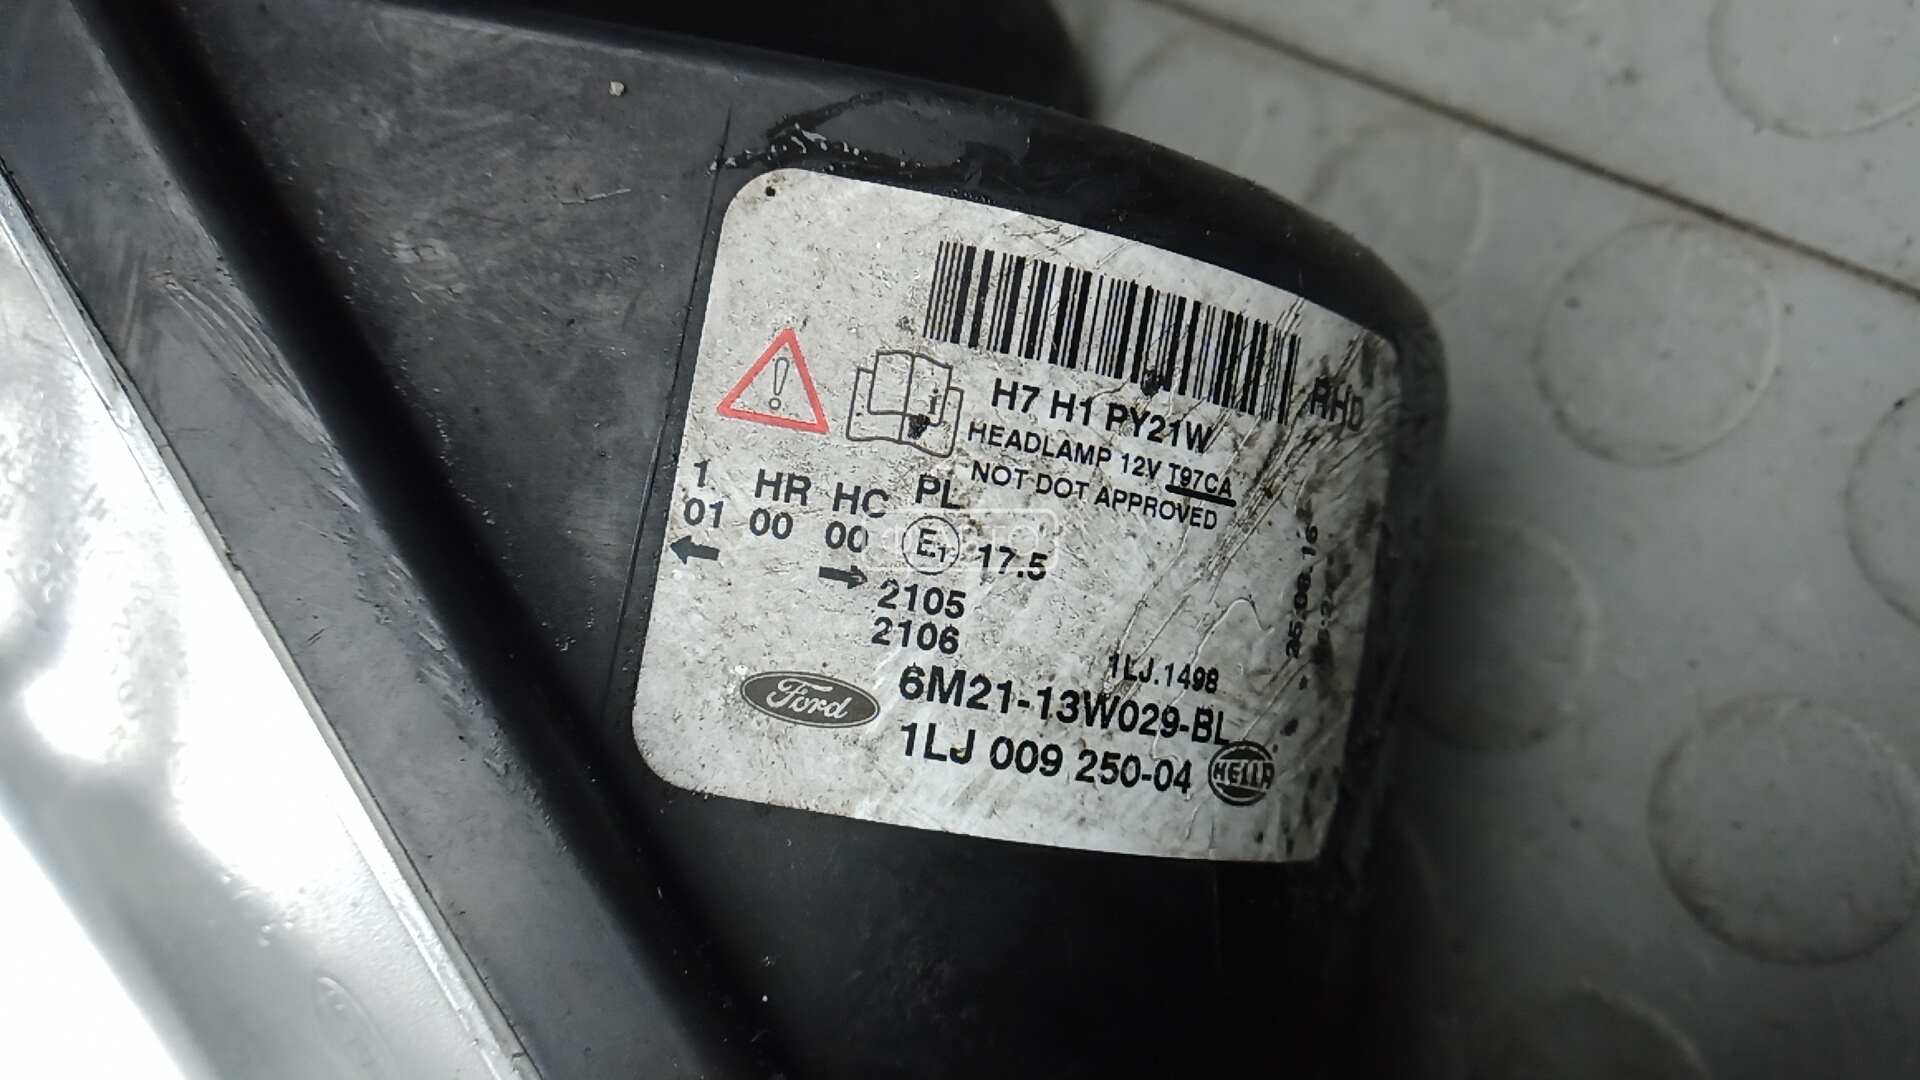 RHD
H7 H1 PY21W
HEADLAMP 12V T97CA
NOT DOT APPROVED
1 HR HC PL
01 00 00 E1 17.5
2105
2106
1LJ.1498
Ford 6M21-13W029-BL
1LJ 009 250-04 HELLA